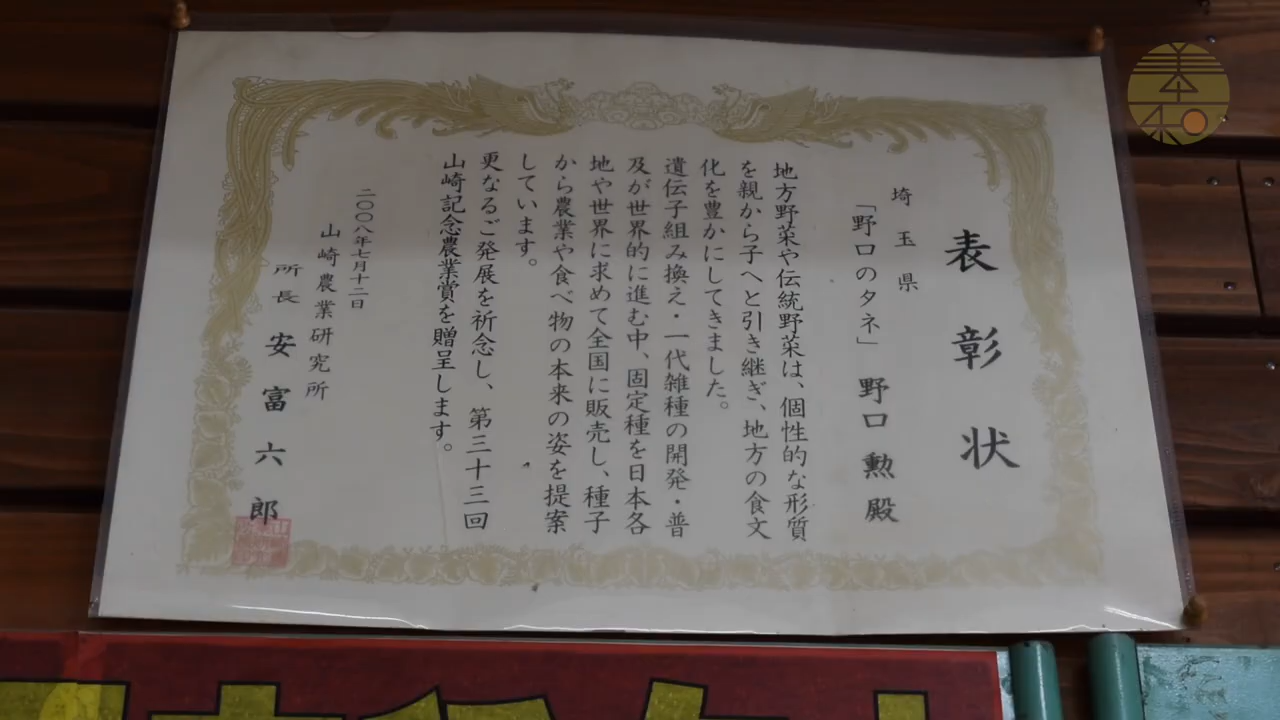 表彰状
埼玉県
「野口のタネ」 野口 勲 殿
地方野菜や伝統野菜は、個性的な形質
を親から子へと引き継ぎ、地方の食文
化を豊かにしてきました。
遺伝子組み換え・一代雑種の開発・普
及が世界的に進む中、固定種を日本各
地や世界に求めて全国に販売し、種子
から農業や食べ物の本来の姿を提案
しています。
更なるご発展を祈念し、第三十三回
山崎記念農業賞を贈呈します。
二〇〇八年七月十二日
山崎農業研究所
所長 安富六郎